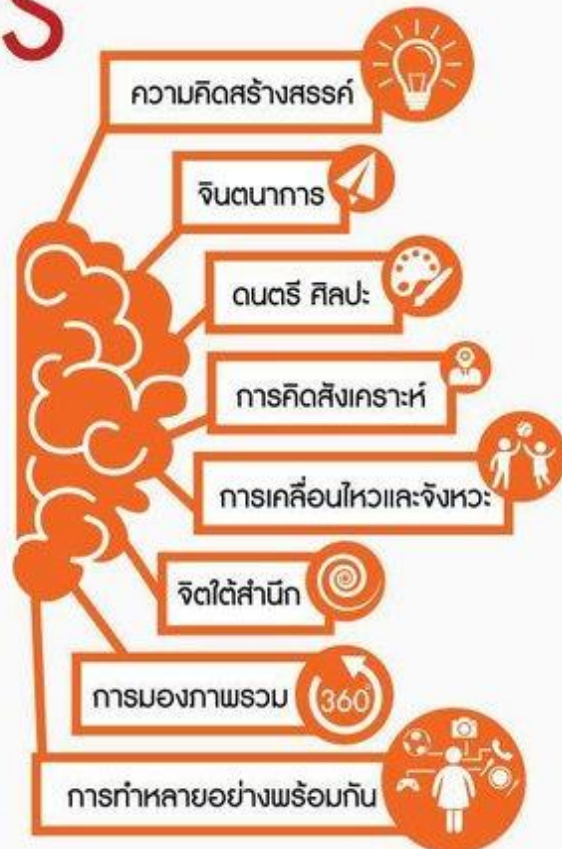 S
ความคิดสร้างสรรค์
จินตนาการ
ดนตรี ศิลปะ
การคิดสังเคราะห์
การเคลื่อนไหวและจังหวะ
จิตใต้สำนึก
การมองภาพรวม
360°
การทำหลายอย่างพร้อมกัน